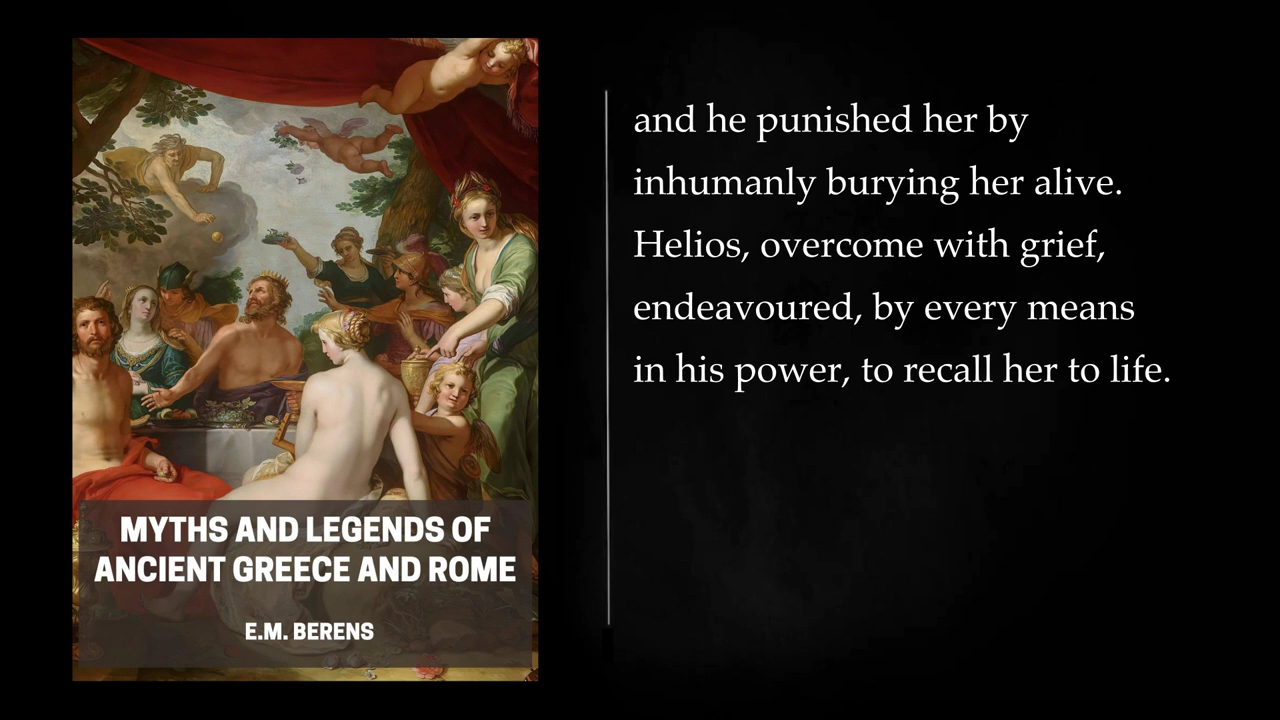 MYTHS AND LEGENDS OF
ANCIENT GREECE AND ROME
E.M. BERENS
and he punished her by
inhumanly burying her alive.
Helios, overcome with grief,
endeavoured, by every means
in his power, to recall her to life.